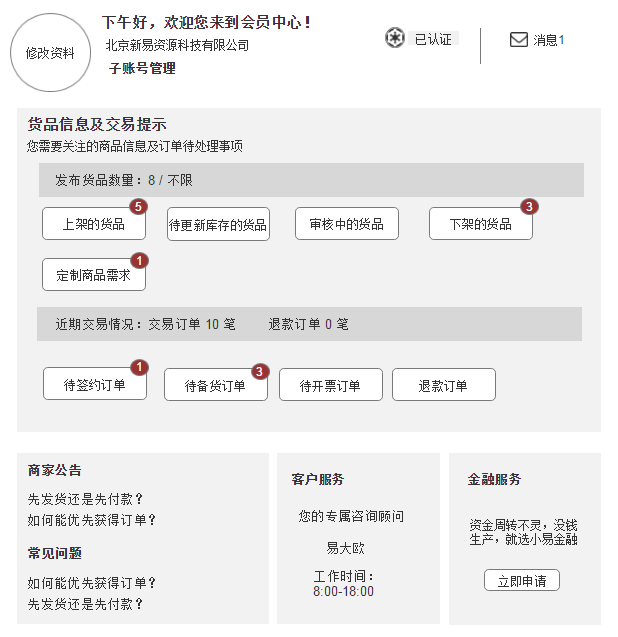 下午好，欢迎您来到会员中心！
修改资料
北京新易资源科技有限公司
子账号管理
已认证
消息1
货品信息及交易提示
您需要关注的商品信息及订单待处理事项
发布货品数量：8 / 不限
上架的货品
5
待更新库存的货品
审核中的货品
下架的货品
3
定制商品需求
1
近期交易情况：交易订单 10 笔 退款订单 0 笔
待签约订单
1
待备货订单
3
待开票订单
退款订单
商家公告
先发货还是先付款？
如何能优先获得订单？
常见问题
如何能优先获得订单？
先发货还是先付款？
客户服务
您的专属咨询顾问
易大欧
工作时间：
8:00-18:00
金融服务
资金周转不灵，没钱
生产，就选小易金融
立即申请